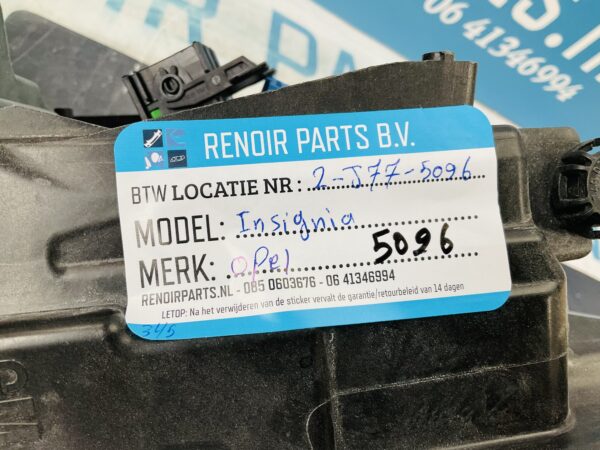 06 41346994
RENOIR PARTS B.V.
BTW LOCATIE NR : 2-J77-5096
MODEL: Insignia
MERK: Opel 5096
RENOIRPARTS.NL - 085 0603676 - 06 41346994
LETOP: Na het verwijderen van de sticker vervalt de garantie/retourbeleid van 14 dagen
345